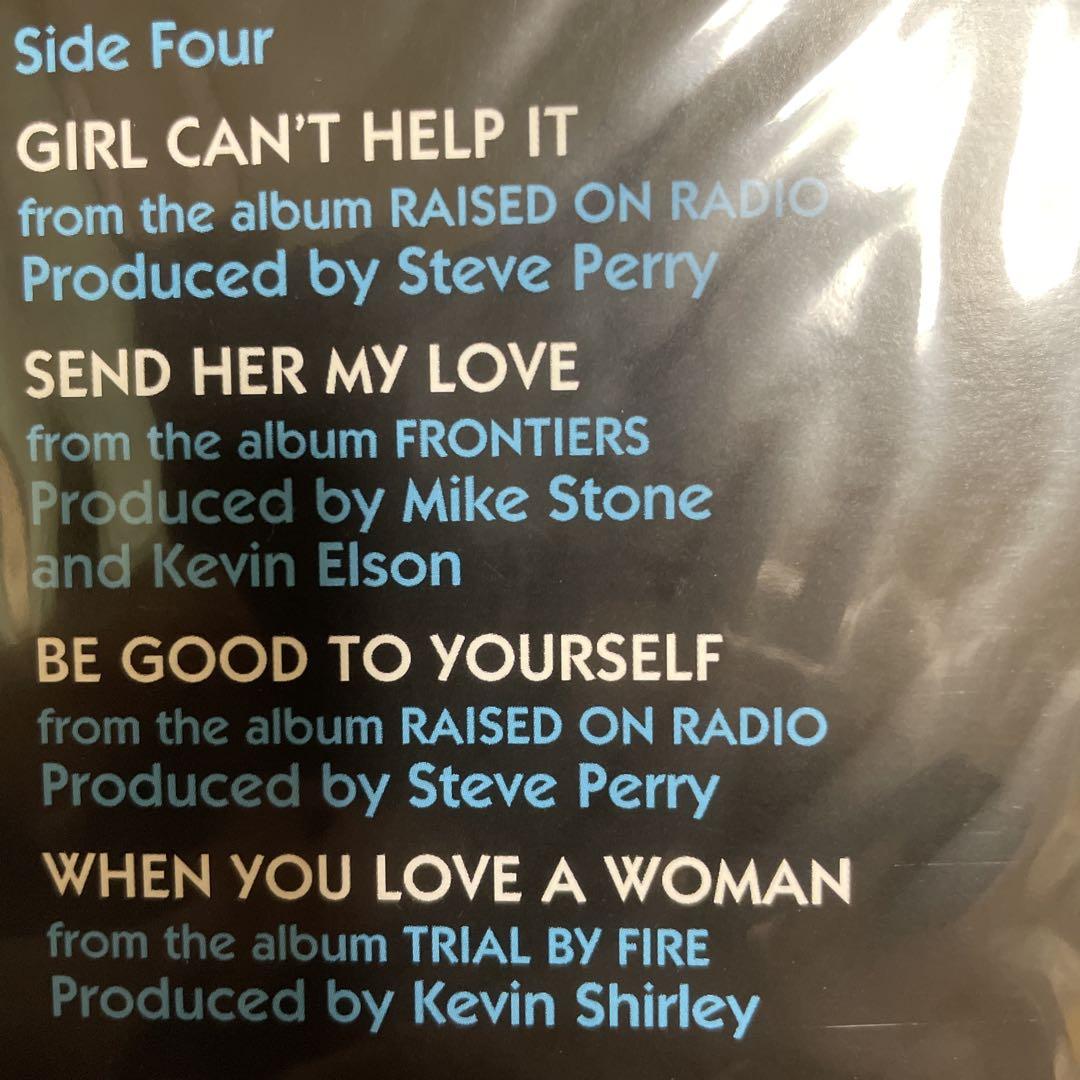 Side Four
GIRL CAN'T HELP IT
from the album RAISED ON RADIO
Produced by Steve Perry
SEND HER MY LOVE
from the album FRONTIERS
Produced by Mike Stone
and Kevin Elson
BE GOOD TO YOURSELF
from the album RAISED ON RADIO
Produced by Steve Perry
WHEN YOU LOVE A WOMAN
from the album TRIAL BY FIRE
Produced by Kevin Shirley